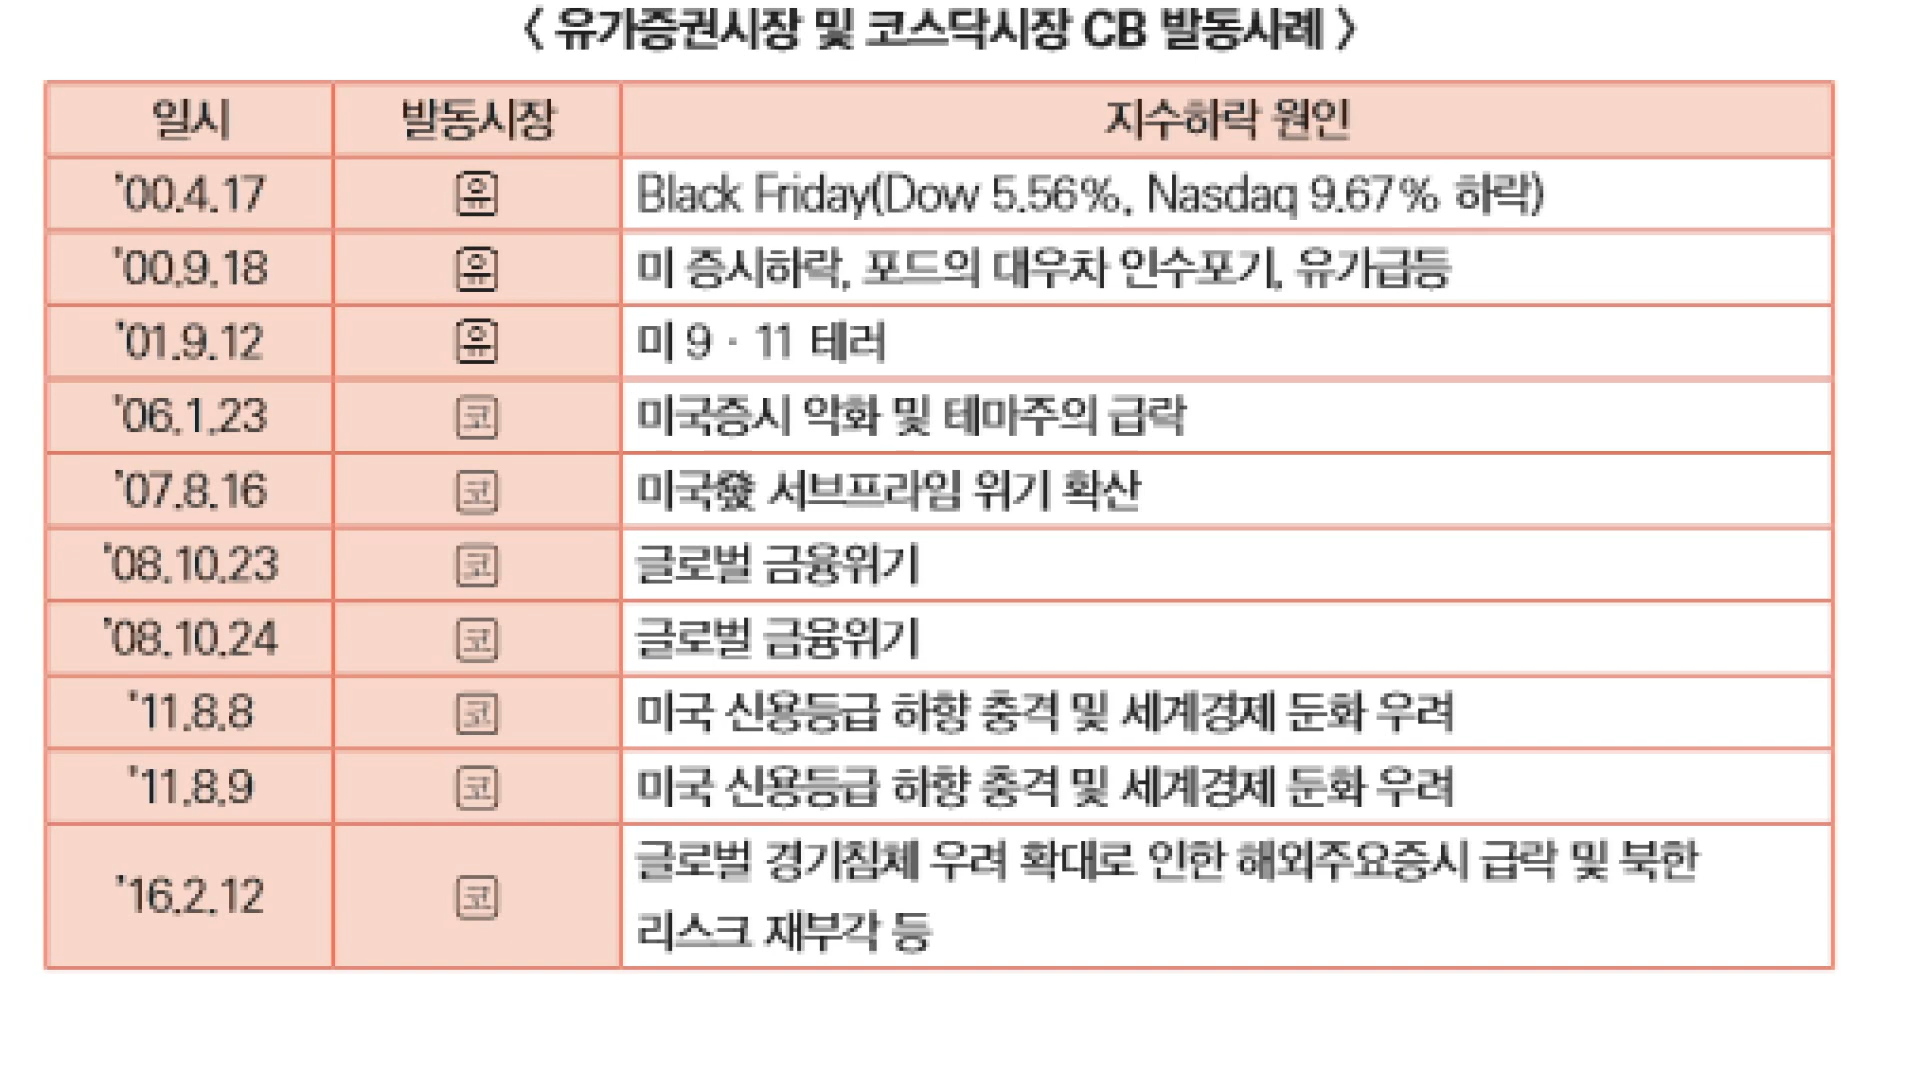 < 유가증권시장 및 코스닥시장 CB 발동사례 >
일시 발동시장 지수하락 원인
'00.4.17 유 Black Friday(Dow 5.56%, Nasdaq 9.67% 하락)
'00.9.18 유 미 증시하락, 포드의 대우차 인수포기, 유가급등
'01.9.12 유 미 9 · 11 테러
'06.1.23 코 미국증시 악화 및 테마주의 급락
'07.8.16 코 미국發 서브프라임 위기 확산
'08.10.23 코 글로벌 금융위기
'08.10.24 코 글로벌 금융위기
'11.8.8 코 미국 신용등급 하향 충격 및 세계경제 둔화 우려
'11.8.9 코 미국 신용등급 하향 충격 및 세계경제 둔화 우려
'16.2.12 코 글로벌 경기침체 우려 확대로 인한 해외주요증시 급락 및 북한
리스크 재부각 등